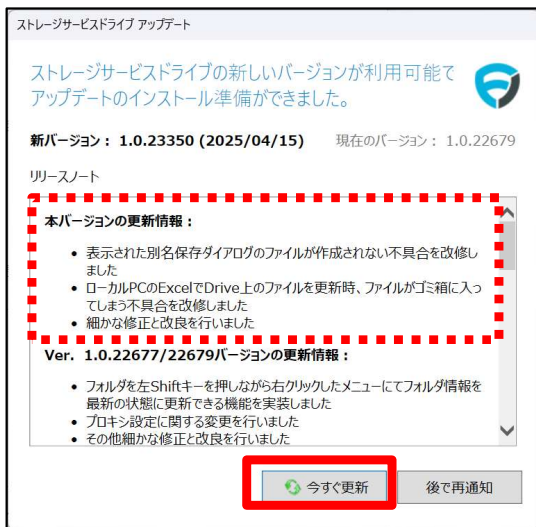 ストレージサービスドライブ アップデート
ストレージサービスドライブの新しいバージョンが利用可能で
アップデートのインストール準備ができました。
新バージョン： 1.0.23350 (2025/04/15) 現在のバージョン： 1.0.22679
リリースノート
本バージョンの更新情報：
• 表示された別名保存ダイアログのファイルが作成されない不具合を改修し
ました
• ローカルPCのExcelでDrive上のファイルを更新時、ファイルがゴミ箱に入っ
てしまう不具合を改修しました
• 細かな修正と改良を行いました
Ver. 1.0.22677/22679バージョンの更新情報：
• フォルダを左Shiftキーを押しながら右クリックしたメニューにてフォルダ情報を
最新の状態に更新できる機能を実装しました
• プロキシ設定に関する変更を行いました
• その他細かな修正と改良を行いました
今すぐ更新 後で再通知